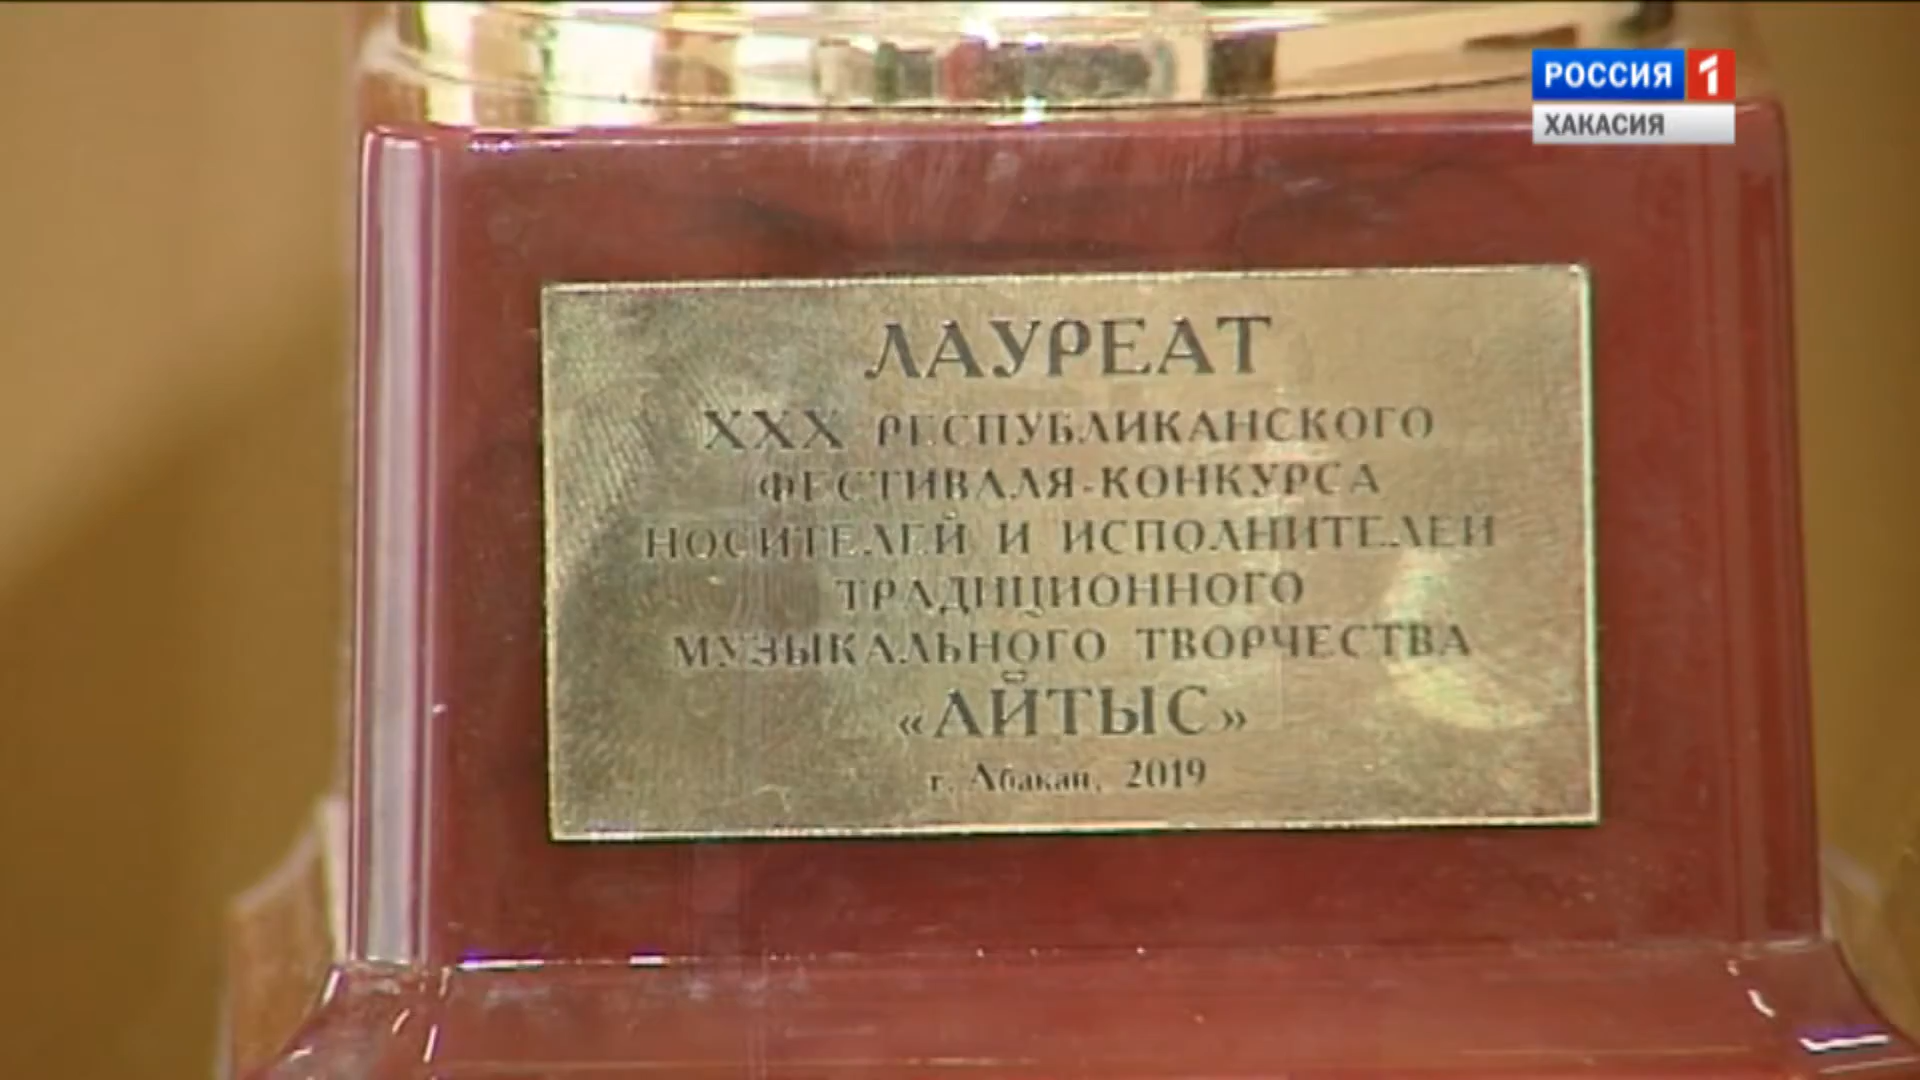 РОССИЯ 1
ХАКАСИЯ
ЛАУРЕАТ
XXX РЕСПУБЛИКАНСКОГО
ФЕСТИВАЛЯ-КОНКУРСА
НОСИТЕЛЕЙ И ИСПОЛНИТЕЛЕЙ
ТРАДИЦИОННОГО
МУЗЫКАЛЬНОГО ТВОРЧЕСТВА
«АЙТЫС»
г. Абакан, 2019